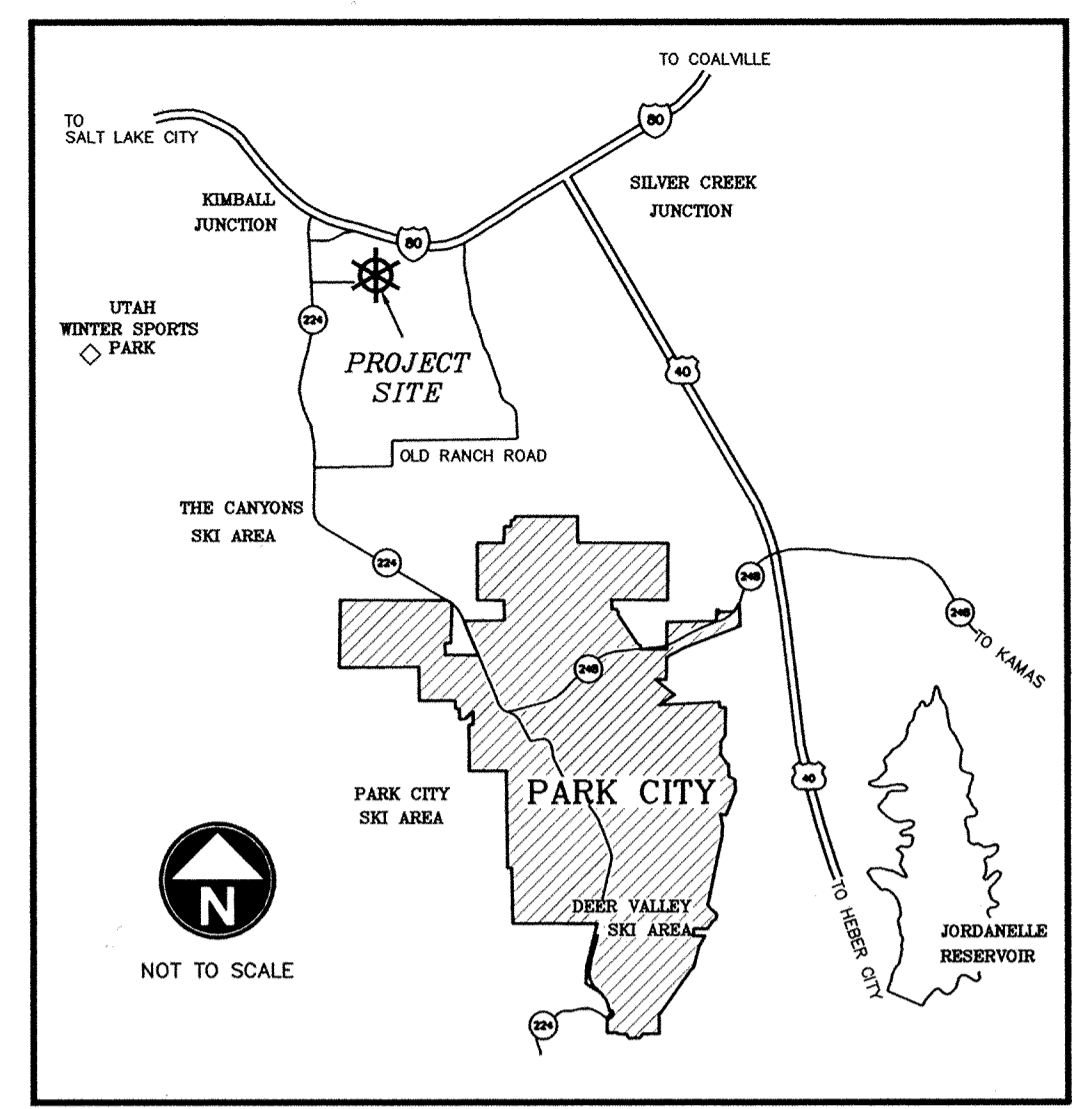 TO COALVILLE
80
TO
SALT LAKE CITY
KIMBALL
JUNCTION
SILVER CREEK
JUNCTION
80
UTAH
WINTER SPORTS
PARK
224
PROJECT
SITE
40
OLD RANCH ROAD
THE CANYONS
SKI AREA
224
248
248
TO KAMAS
248
PARK CITY
PARK CITY
SKI AREA
40
N
NOT TO SCALE
DEER VALLEY
SKI AREA
TO HEBER CITY
JORDANELLE
RESERVOIR
224